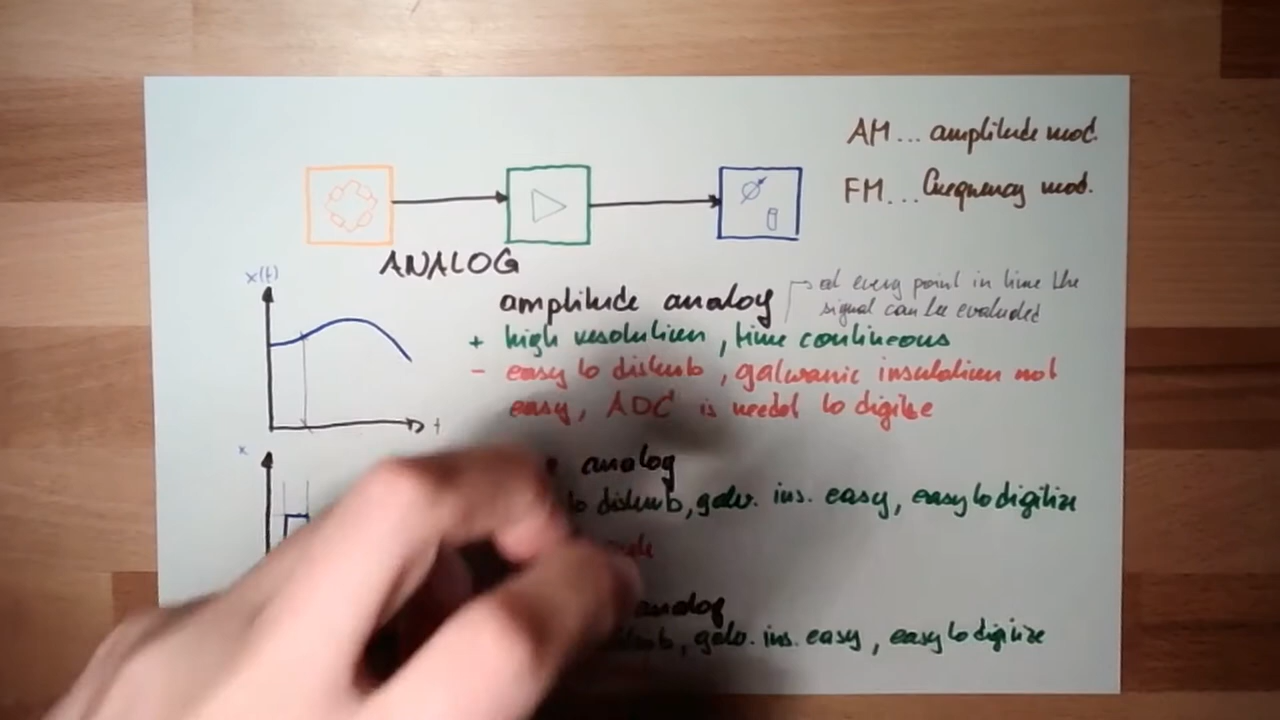 AM... amplitude mod.
FM... frequency mod.
ANALOG
x(t)
amplitude analog
at every point in time the
signal can be evaluated
+ high resolution, time contineous
- easy to disturb, galvanic insulation not
easy, ADC is needed to digitize
t
x
analog
to disturb, galv. ins. easy, easy to digitize
analog
galv. ins. easy, easy to digitize